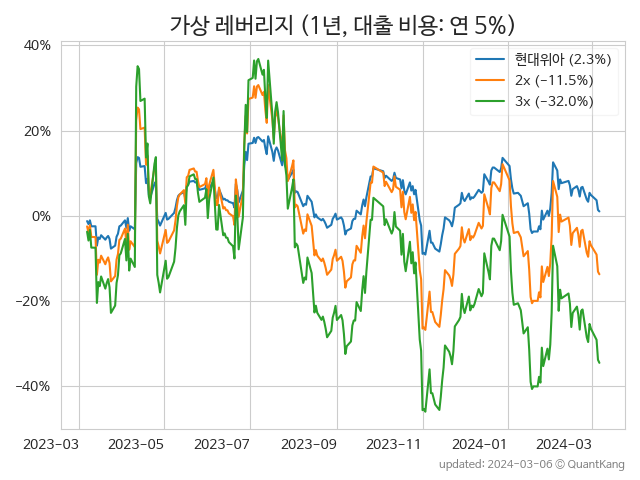 가상 레버리지 (1년, 대출 비용: 연 5%)
현대위아 (2.3%)
2x (−11.5%)
3x (−32.0%)
40%
20%
0%
−20%
−40%
2023-03 2023-05 2023-07 2023-09 2023-11 2024-01 2024-03
updated: 2024-03-06 ⓒ QuantKang